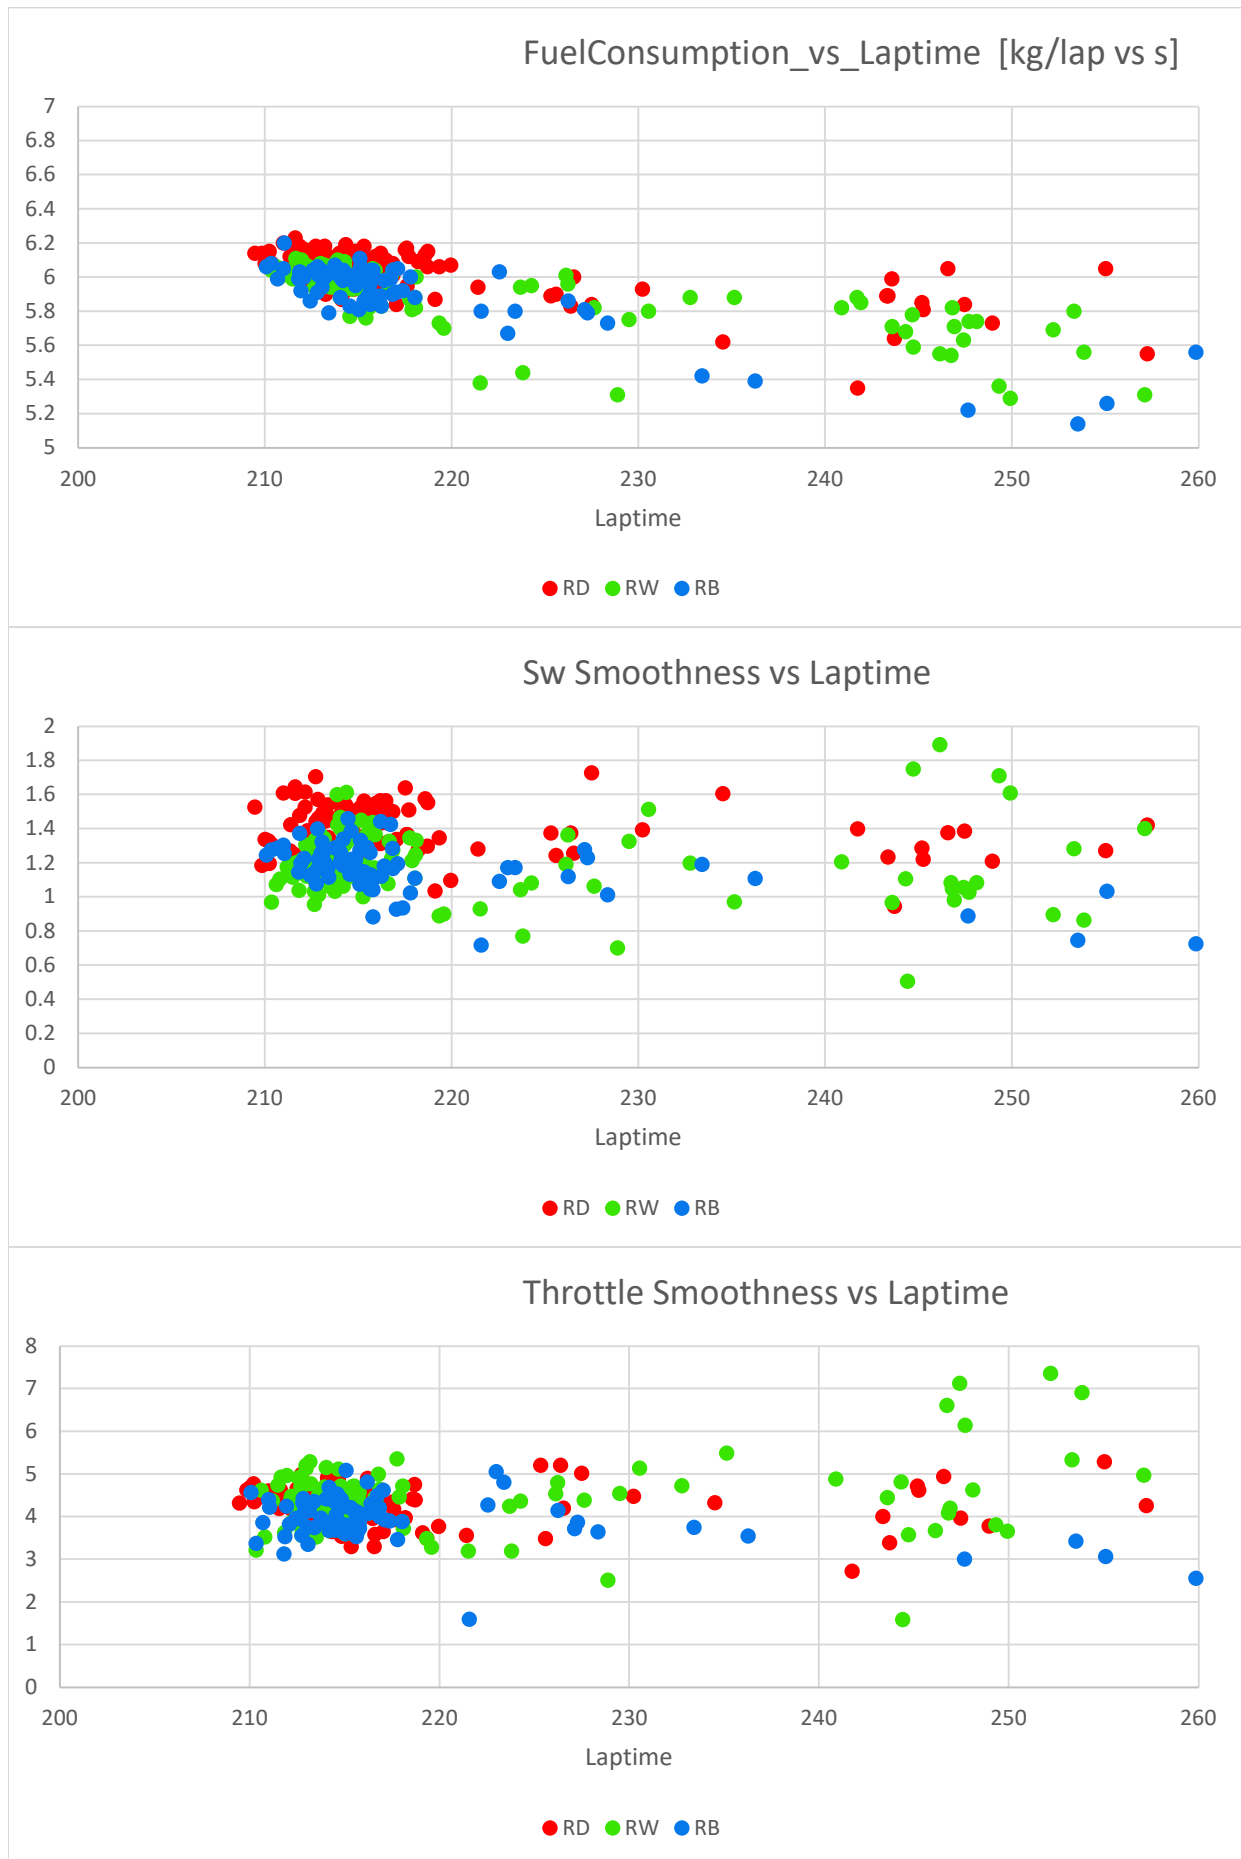 FuelConsumption_vs_Laptime [kg/lap vs s]
7
6.8
6.6
6.4
6.2
6
5.8
5.6
5.4
5.2
5
200 210 220 230 240 250 260
Laptime
RD RW RB
Sw Smoothness vs Laptime
2
1.8
1.6
1.4
1.2
1
0.8
0.6
0.4
0.2
0
200 210 220 230 240 250 260
Laptime
RD RW RB
Throttle Smoothness vs Laptime
8
7
6
5
4
3
2
1
0
200 210 220 230 240 250 260
Laptime
RD RW RB